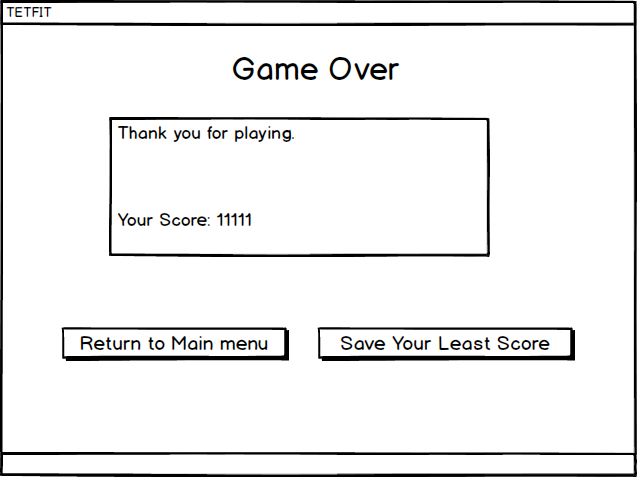 TETFIT
Game Over
Thank you for playing.
Your Score: 11111
Return to Main menu
Save Your Least Score